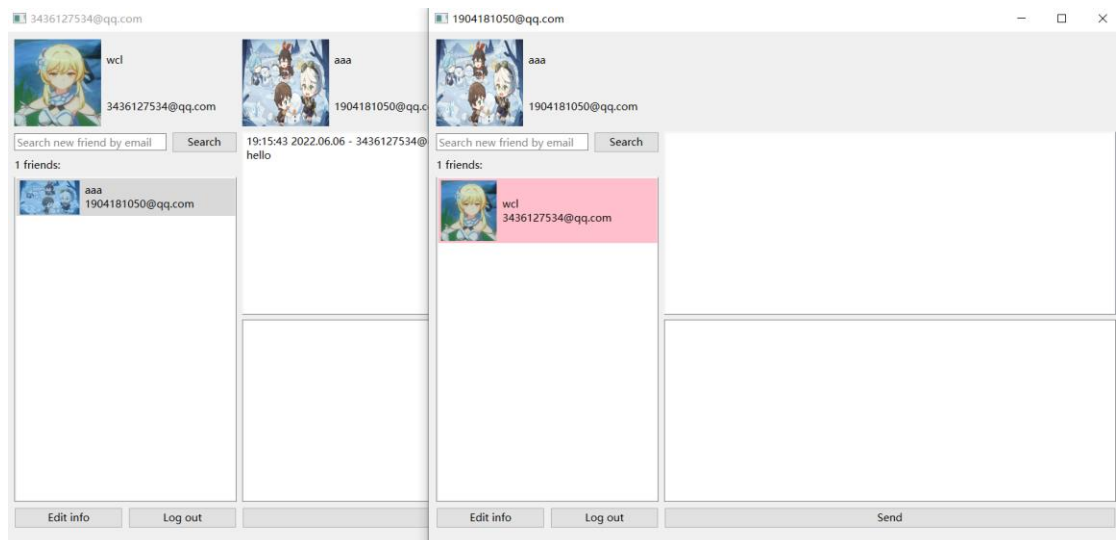 3436127534@qq.com
wcl
3436127534@qq.com
Search new friend by email
Search
1 friends:
aaa
1904181050@qq.com
Edit info
Log out
aaa
1904181050@qq.c
19:15:43 2022.06.06 - 3436127534@
hello
1904181050@qq.com
aaa
1904181050@qq.com
Search new friend by email
Search
1 friends:
wcl
3436127534@qq.com
Edit info
Log out
Send